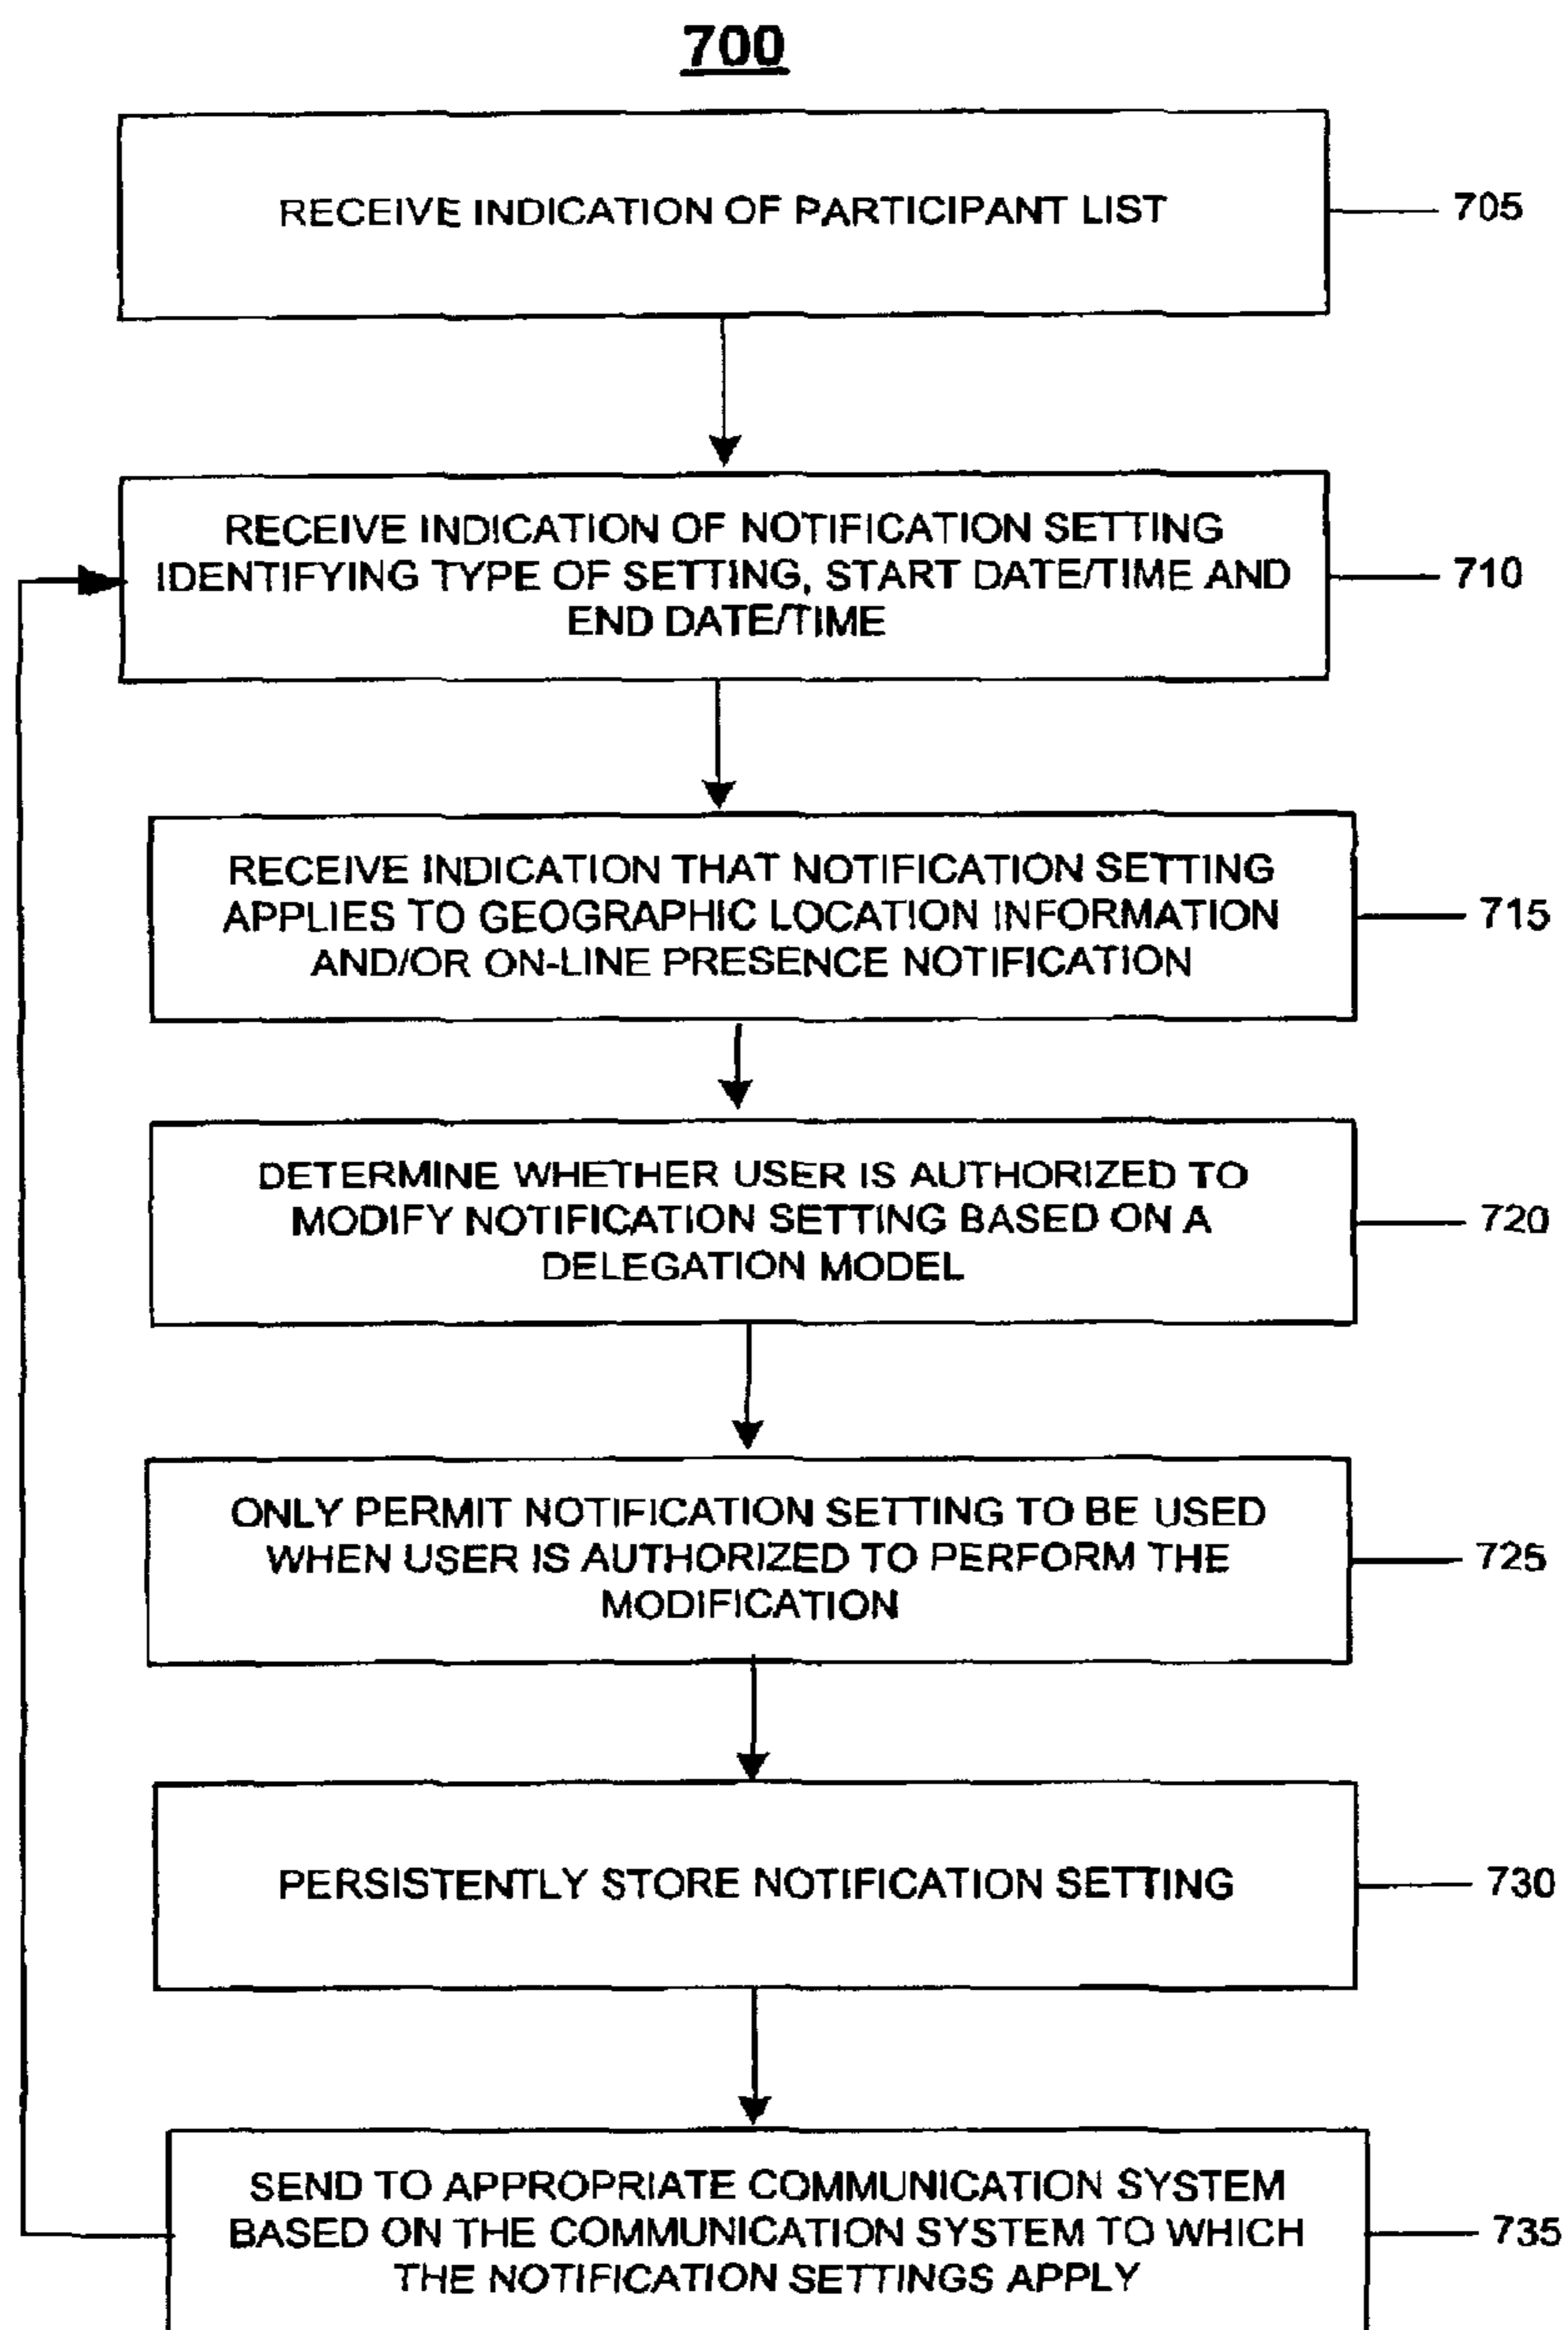 700
RECEIVE INDICATION OF PARTICIPANT LIST
705
RECEIVE INDICATION OF NOTIFICATION SETTING
IDENTIFYING TYPE OF SETTING, START DATE/TIME AND
END DATE/TIME
710
RECEIVE INDICATION THAT NOTIFICATION SETTING
APPLIES TO GEOGRAPHIC LOCATION INFORMATION
AND/OR ON-LINE PRESENCE NOTIFICATION
715
DETERMINE WHETHER USER IS AUTHORIZED TO
MODIFY NOTIFICATION SETTING BASED ON A
DELEGATION MODEL
720
ONLY PERMIT NOTIFICATION SETTING TO BE USED
WHEN USER IS AUTHORIZED TO PERFORM THE
MODIFICATION
725
PERSISTENTLY STORE NOTIFICATION SETTING
730
SEND TO APPROPRIATE COMMUNICATION SYSTEM
BASED ON THE COMMUNICATION SYSTEM TO WHICH
THE NOTIFICATION SETTINGS APPLY
735